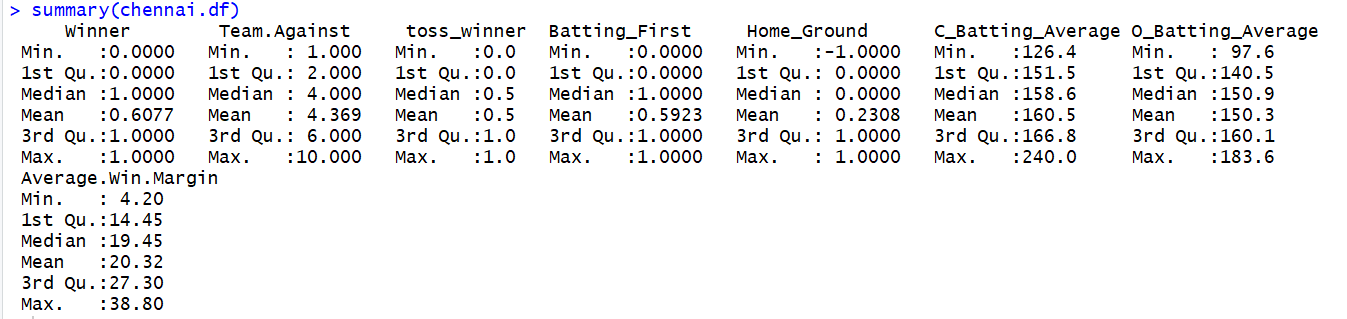 > summary(chennai.df)
Winner Team.Against toss_winner Batting_First Home_Ground C_Batting_Average O_Batting_Average
Min. :0.0000 Min. : 1.000 Min. :0.0 Min. :0.0000 Min. :-1.0000 Min. :126.4 Min. : 97.6
1st Qu.:0.0000 1st Qu.: 2.000 1st Qu.:0.0 1st Qu.:0.0000 1st Qu.: 0.0000 1st Qu.:151.5 1st Qu.:140.5
Median :1.0000 Median : 4.000 Median :0.5 Median :1.0000 Median : 0.0000 Median :158.6 Median :150.9
Mean :0.6077 Mean : 4.369 Mean :0.5 Mean :0.5923 Mean : 0.2308 Mean :160.5 Mean :150.3
3rd Qu.:1.0000 3rd Qu.: 6.000 3rd Qu.:1.0 3rd Qu.:1.0000 3rd Qu.: 1.0000 3rd Qu.:166.8 3rd Qu.:160.1
Max. :1.0000 Max. :10.000 Max. :1.0 Max. :1.0000 Max. : 1.0000 Max. :240.0 Max. :183.6
Average.Win.Margin
Min. : 4.20
1st Qu.:14.45
Median :19.45
Mean :20.32
3rd Qu.:27.30
Max. :38.80